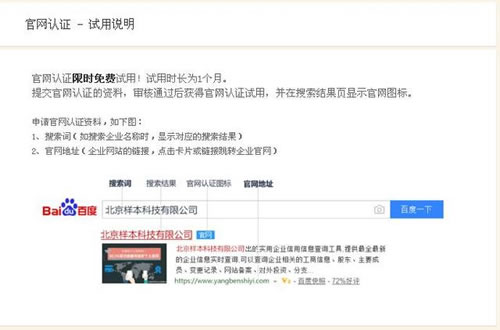 官网认证 - 试用说明
官网认证限时免费试用！试用时长为1个月。
提交官网认证的资料，审核通过后获得官网认证试用，并在搜索结果页显示官网图标。
申请官网认证资料，如下图：
1、搜索词（如搜索企业名称时，显示对应的搜索结果）
2、官网地址（企业网站的链接，点击卡片或链接跳转企业官网）
搜索词 搜索结果 官网认证图标 官网地址
Bai du 百度 北京样本科技有限公司 百度一下
北京样本科技有限公司 官网
北京样本科技有限公司出的实用企业信用信息查询工具,提供最全最新
的企业信息实时查询,可以查询企业相关的工商信息、股东、主要成
员、变更记录、网站备案、对外投资、分支...
https://www.yangbenshiyi.com - V2 - 百度快照 - 72%好评